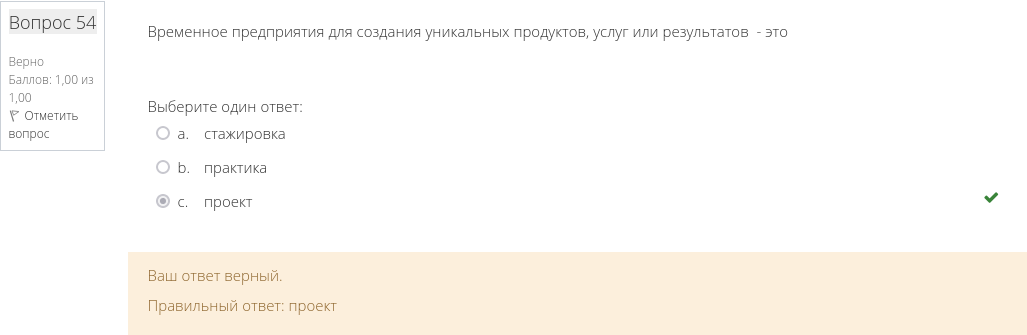 Вопрос 54
Верно
Баллов: 1,00 из
1,00
Отметить
вопрос
Временное предприятия для создания уникальных продуктов, услуг или результатов - это
Выберите один ответ:
a. стажировка
b. практика
c. проект
Ваш ответ верный.
Правильный ответ: проект